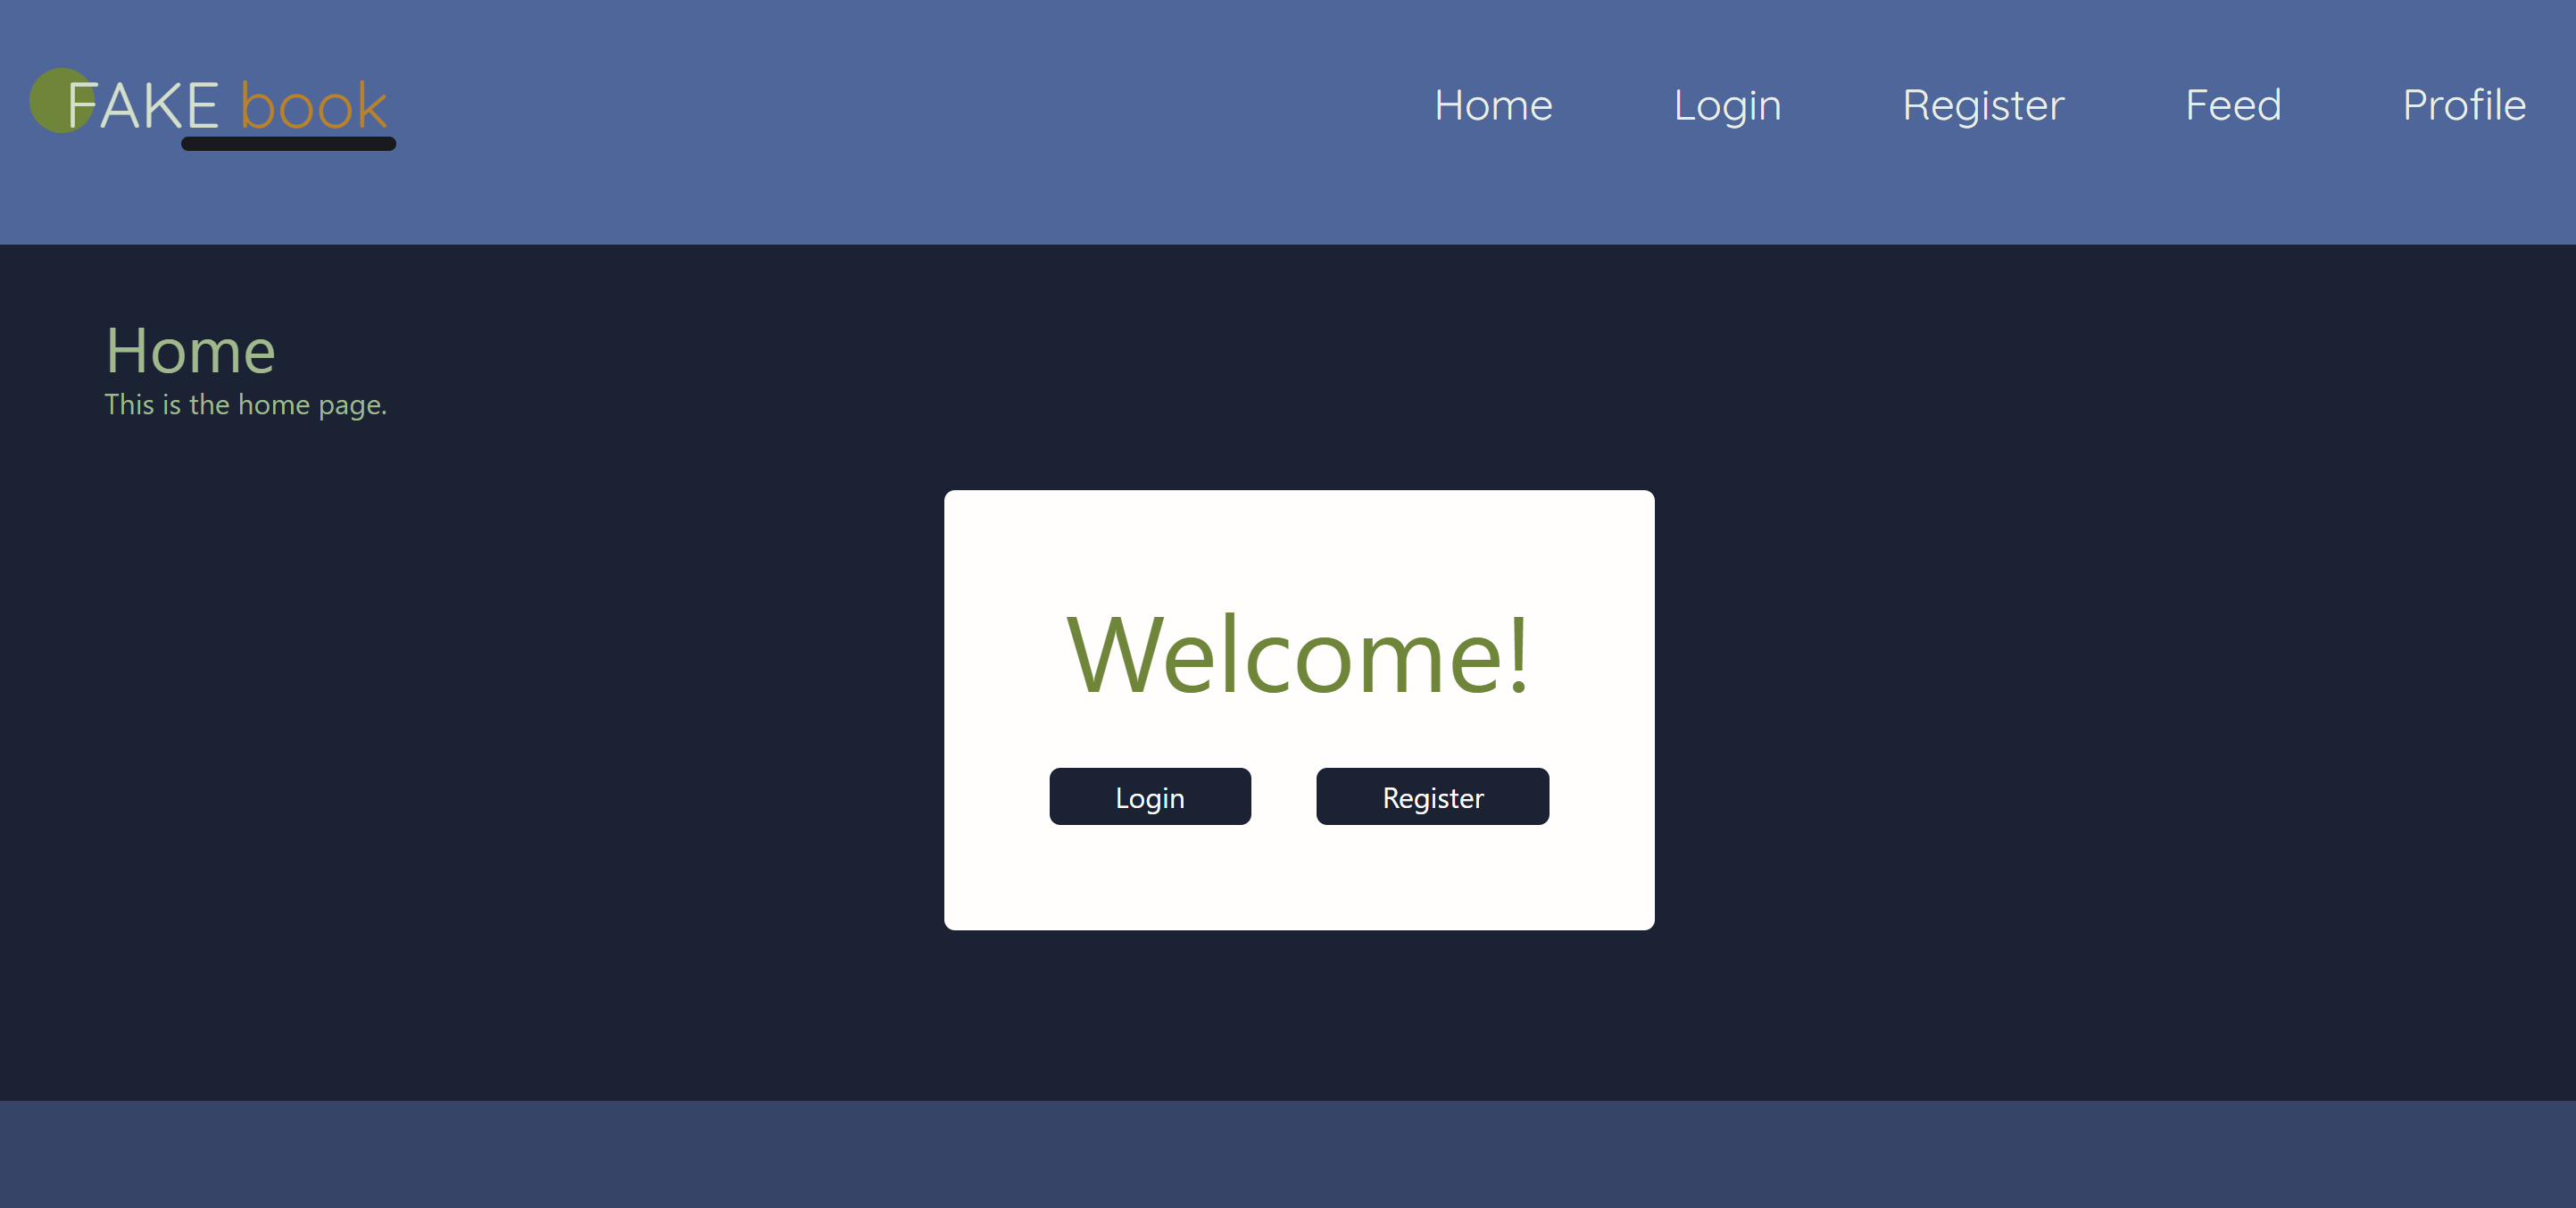 FAKE book
Home Login Register Feed Profile
Home
This is the home page.
Welcome!
Login Register